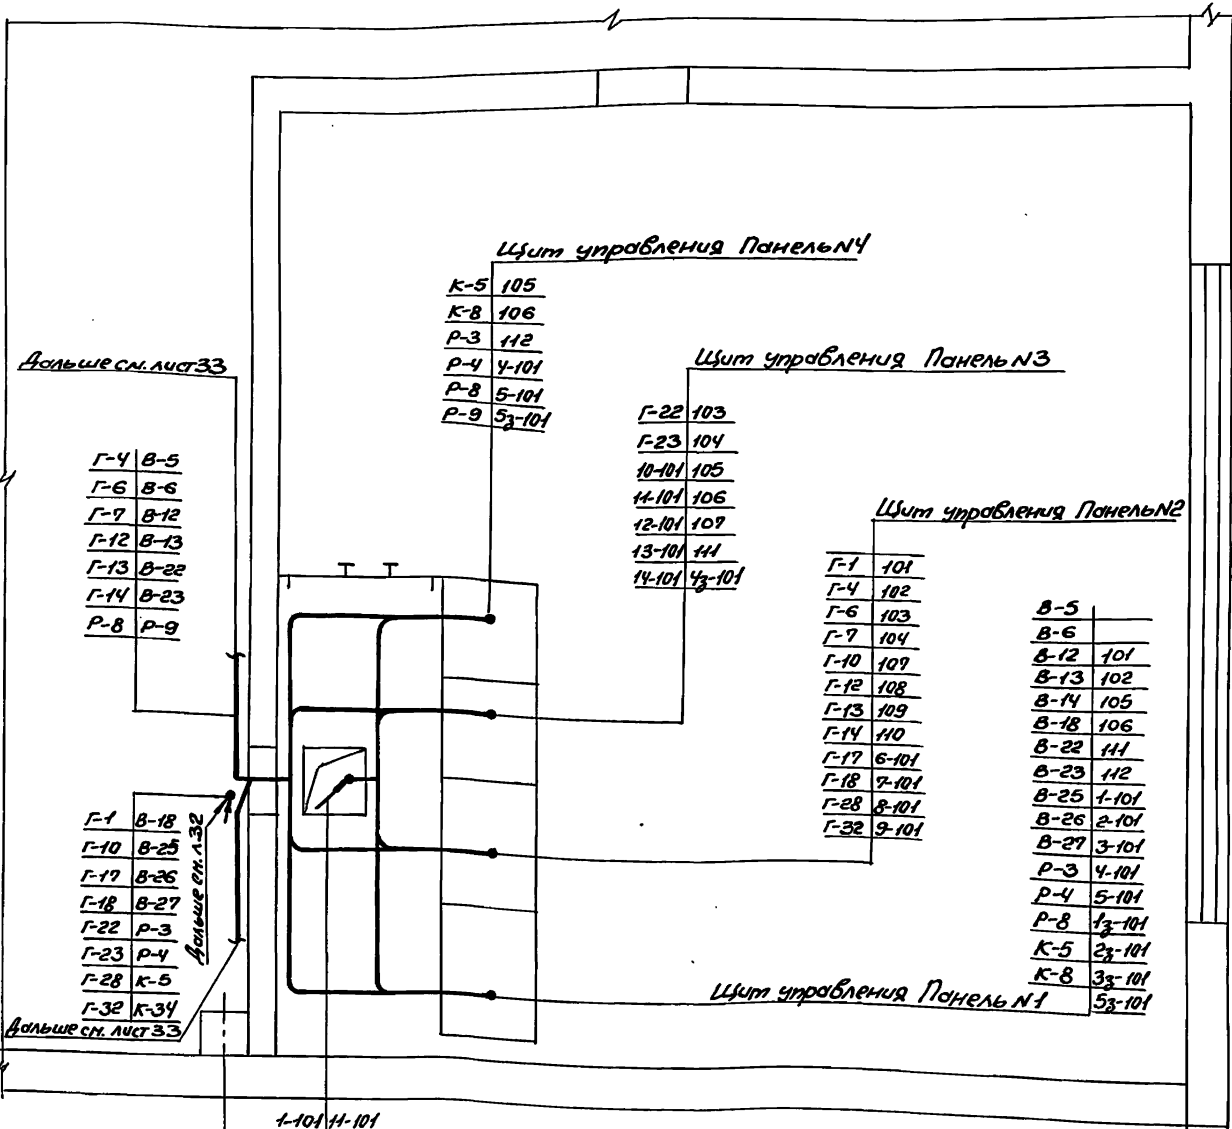 Щит управления Панель N4
К-5 105
К-8 106
Р-3 112
Р-4 4-101
Р-8 5-101
Р-9 5з-101
Дальше см. лист 33
Г-4 В-5
Г-6 В-6
Г-7 В-12
Г-12 В-13
Г-13 В-22
Г-14 В-23
Р-8 Р-9
Щит управления Панель N3
Г-22 103
Г-23 104
10-101 105
11-101 106
12-101 107
13-101 111
14-101 4з-101
Щит управления Панель N2
Г-1 101
Г-4 102
Г-6 103
Г-7 104
Г-10 107
Г-12 108
Г-13 109
Г-14 110
Г-17 6-101
Г-18 7-101
Г-28 8-101
Г-32 9-101
В-5
В-6
В-12 101
В-13 102
В-14 105
В-18 106
В-22 111
В-23 112
В-25 1-101
В-26 2-101
В-27 3-101
Р-3 4-101
Р-4 5-101
Р-8 1з-101
К-5 2з-101
К-8 3з-101
5з-101
Щит управления Панель N1
Г-1 В-18
Г-10 В-25
Г-17 В-26
Г-18 В-27
Г-22 Р-3
Г-23 Р-4
Г-28 К-5
Г-32 К-34
Дальше см. л.32
Дальше см. лист 33
1-101 11-101